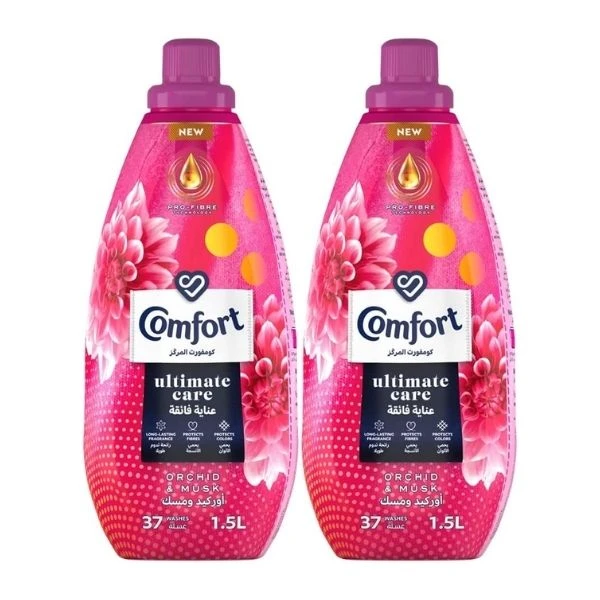 NEW
PRO-FIBRE
TECHNOLOGY
Comfort
كومفورت المركز
ultimate
care
عناية فائقة
LONG-LASTING
FRAGRANCE
رائحة تدوم
طويلا
PROTECTS
FIBRES
يحمي
الأنسجة
PROTECTS
COLORS
يحمي
الألوان
ORCHID
& MUSK
أوركيد ومسك
37 WASHES غسلة 1.5L
NEW
PRO-FIBRE
TECHNOLOGY
Comfort
كومفورت المركز
ultimate
care
عناية فائقة
LONG-LASTING
FRAGRANCE
رائحة تدوم
طويلا
PROTECTS
FIBRES
يحمي
الأنسجة
PROTECTS
COLORS
يحمي
الألوان
ORCHID
& MUSK
أوركيد ومسك
37 WASHES غسلة 1.5L